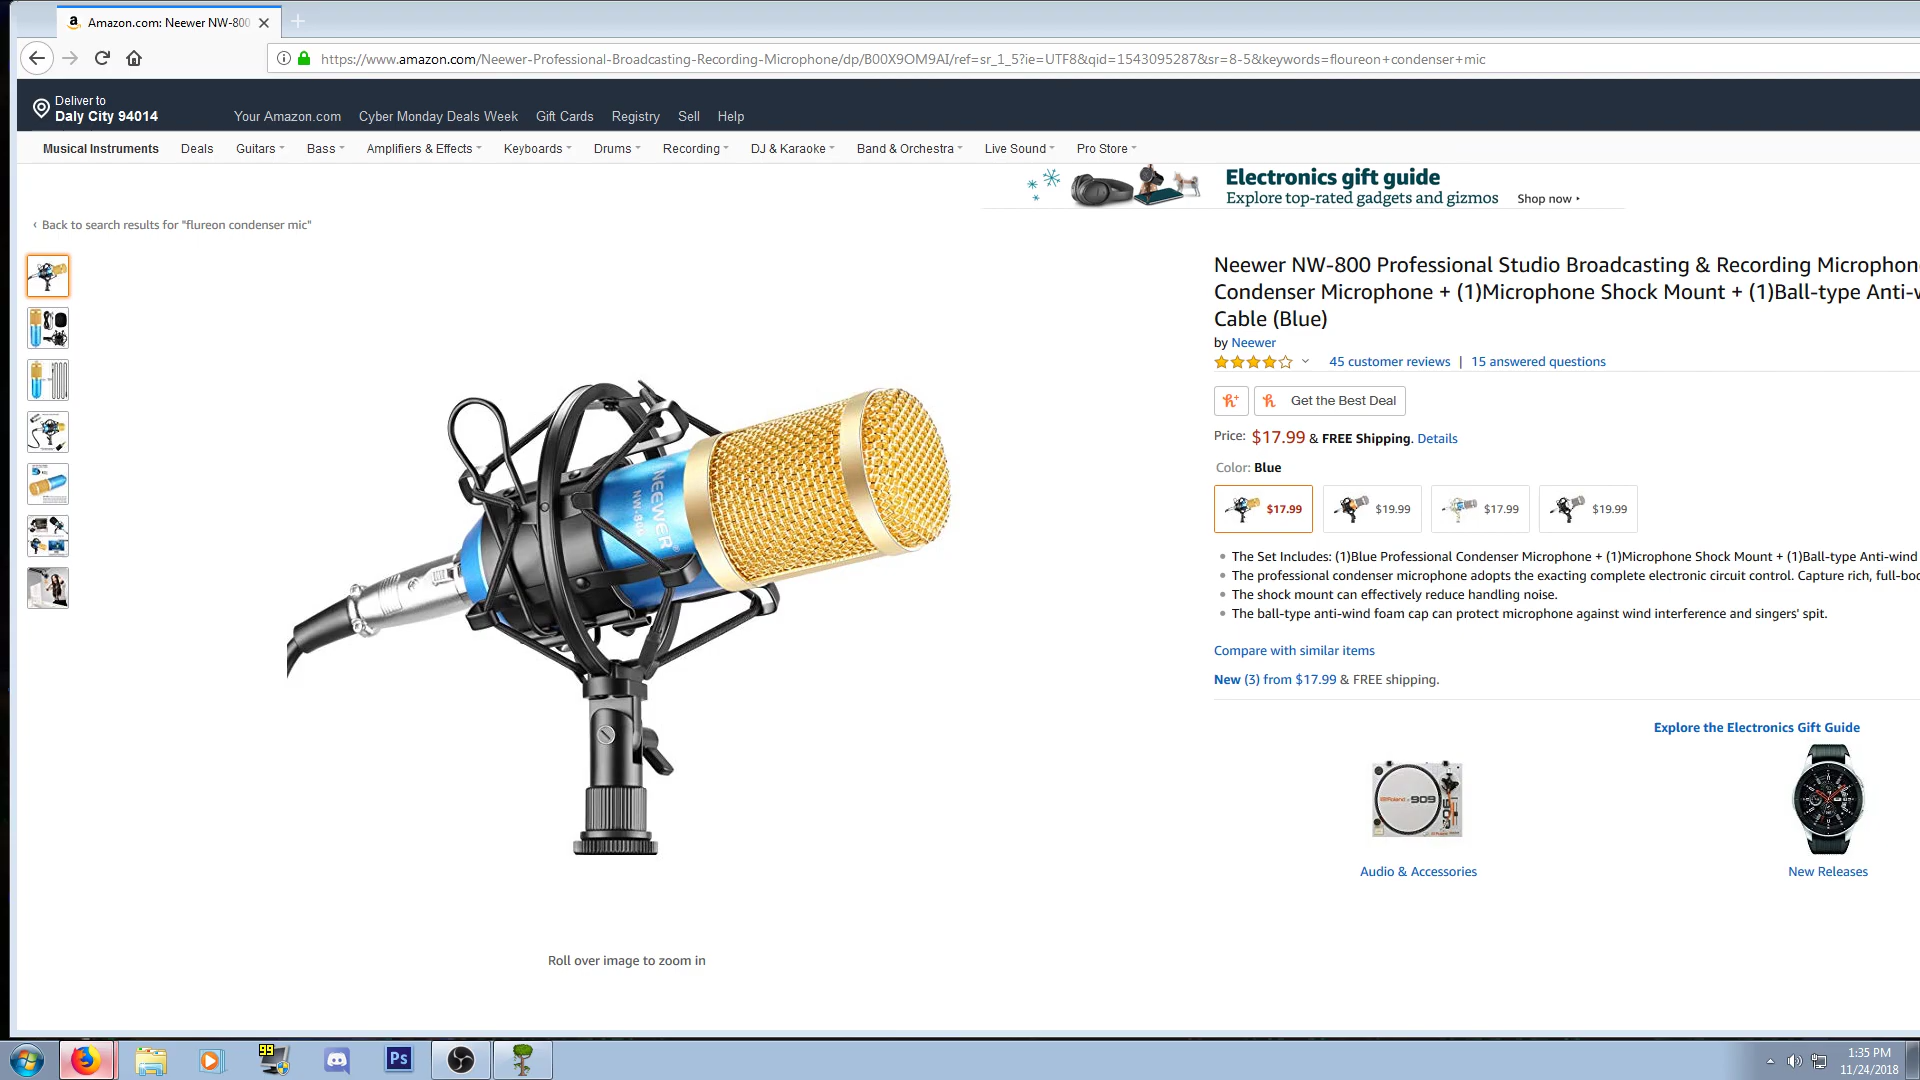 Amazon.com: Neewer NW-800
https://www.amazon.com/Neewer-Professional-Broadcasting-Recording-Microphone/dp/B00X9OM9AI/ref=sr_1_5?ie=UTF8&qid=1543095287&sr=8-5&keywords=floureon+condenser+mic
Deliver to
Daly City 94014
Your Amazon.com Cyber Monday Deals Week Gift Cards Registry Sell Help
Musical Instruments Deals Guitars Bass Amplifiers & Effects Keyboards Drums Recording DJ & Karaoke Band & Orchestra Live Sound Pro Store
Electronics gift guide
Explore top-rated gadgets and gizmos Shop now
‹ Back to search results for "flureon condenser mic"
Neewer NW-800 Professional Studio Broadcasting & Recording Microphon
Condenser Microphone + (1)Microphone Shock Mount + (1)Ball-type Anti-w
Cable (Blue)
by Neewer
45 customer reviews | 15 answered questions
Get the Best Deal
Price: $17.99 & FREE Shipping. Details
Color: Blue
$17.99 $19.99 $17.99 $19.99
The Set Includes: (1)Blue Professional Condenser Microphone + (1)Microphone Shock Mount + (1)Ball-type Anti-wind
The professional condenser microphone adopts the exacting complete electronic circuit control. Capture rich, full-bo
The shock mount can effectively reduce handling noise.
The ball-type anti-wind foam cap can protect microphone against wind interference and singers' spit.
Compare with similar items
New (3) from $17.99 & FREE shipping.
Explore the Electronics Gift Guide
Roland 909
Audio & Accessories New Releases
NEEWER
NW-800
Roll over image to zoom in
99
Ps
1:35 PM
11/24/2018